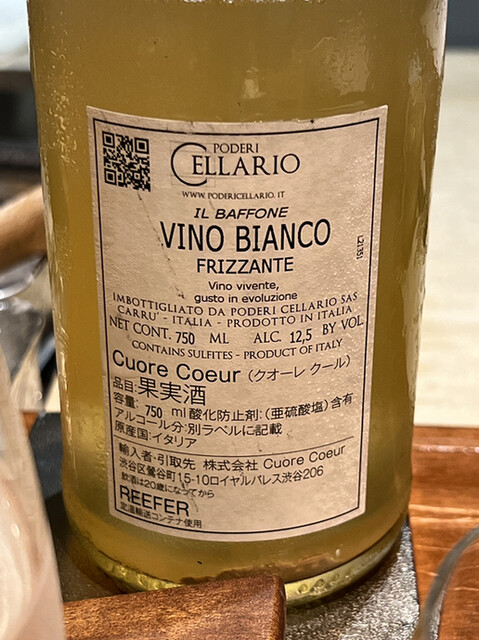 PODERI
CELLARIO
WWW.PODERICELLARIO.IT
IL BAFFONE
VINO BIANCO
FRIZZANTE
Vino vivente,
gusto in evoluzione
IMBOTTIGLIATO DA PODERI CELLARIO SAS
CARRU' - ITALIA - PRODOTTO IN ITALIA
NET CONT. 750 ML ALC. 12,5 BY VOL
CONTAINS SULFITES - PRODUCT OF ITALY
L2135
Cuore Coeur (クオーレ クール)
品目:果実酒
容量: 750 ml 酸化防止剤:(亜硫酸塩)含有
アルコール分:別ラベルに記載
原産国:イタリア
輸入者・引取先 株式会社 Cuore Coeur
渋谷区鶯谷町15-10ロイヤルパレス渋谷206
飲酒は20歳になってから
REEFER
定温輸送コンテナ使用